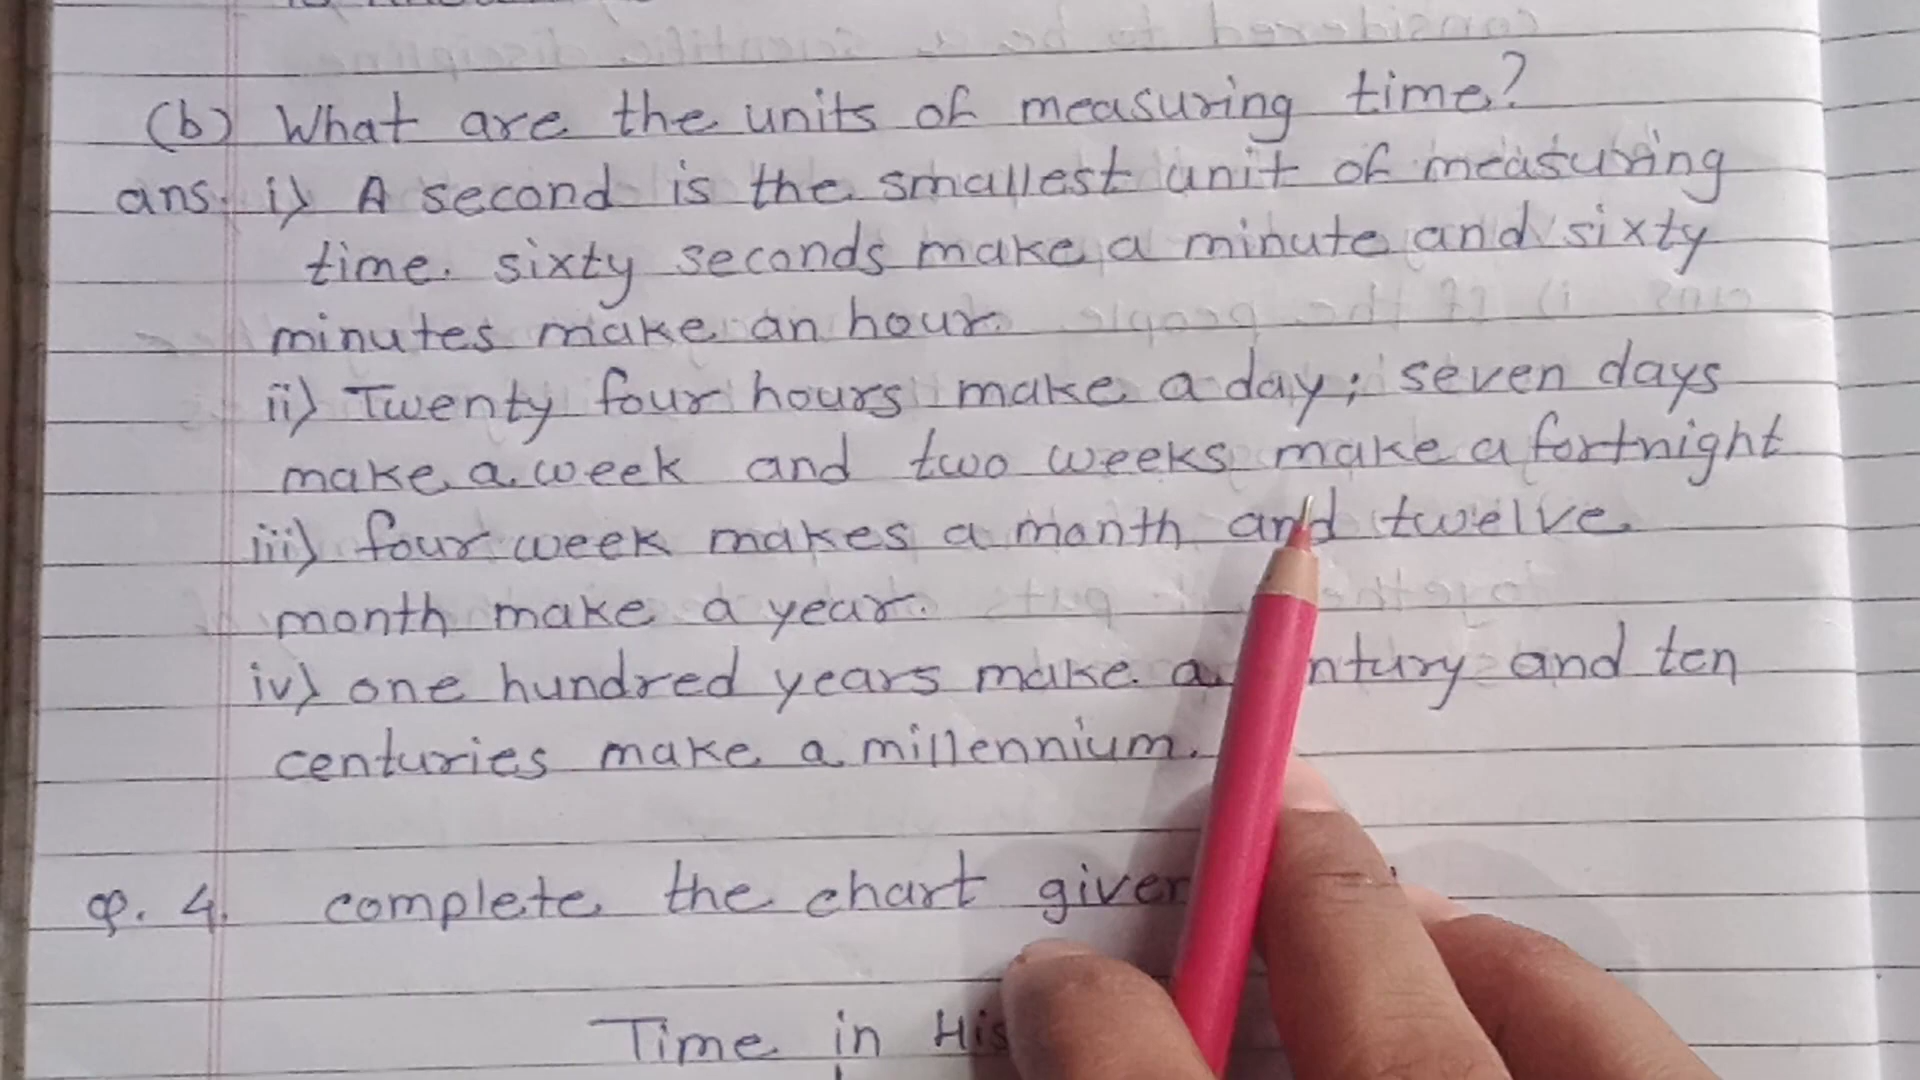 (b) What are the units of measuring time?
ans. i) A second is the smallest unit of measuring
time. sixty seconds make a minute and sixty
minutes make an hour.
ii) Twenty four hours make a day; seven days
make a week and two weeks make a fortnight
iii) four week makes a month and twelve
month make a year.
iv) one hundred years make a ntury and ten
centuries make a millennium.
Q. 4. complete the chart given
Time in His